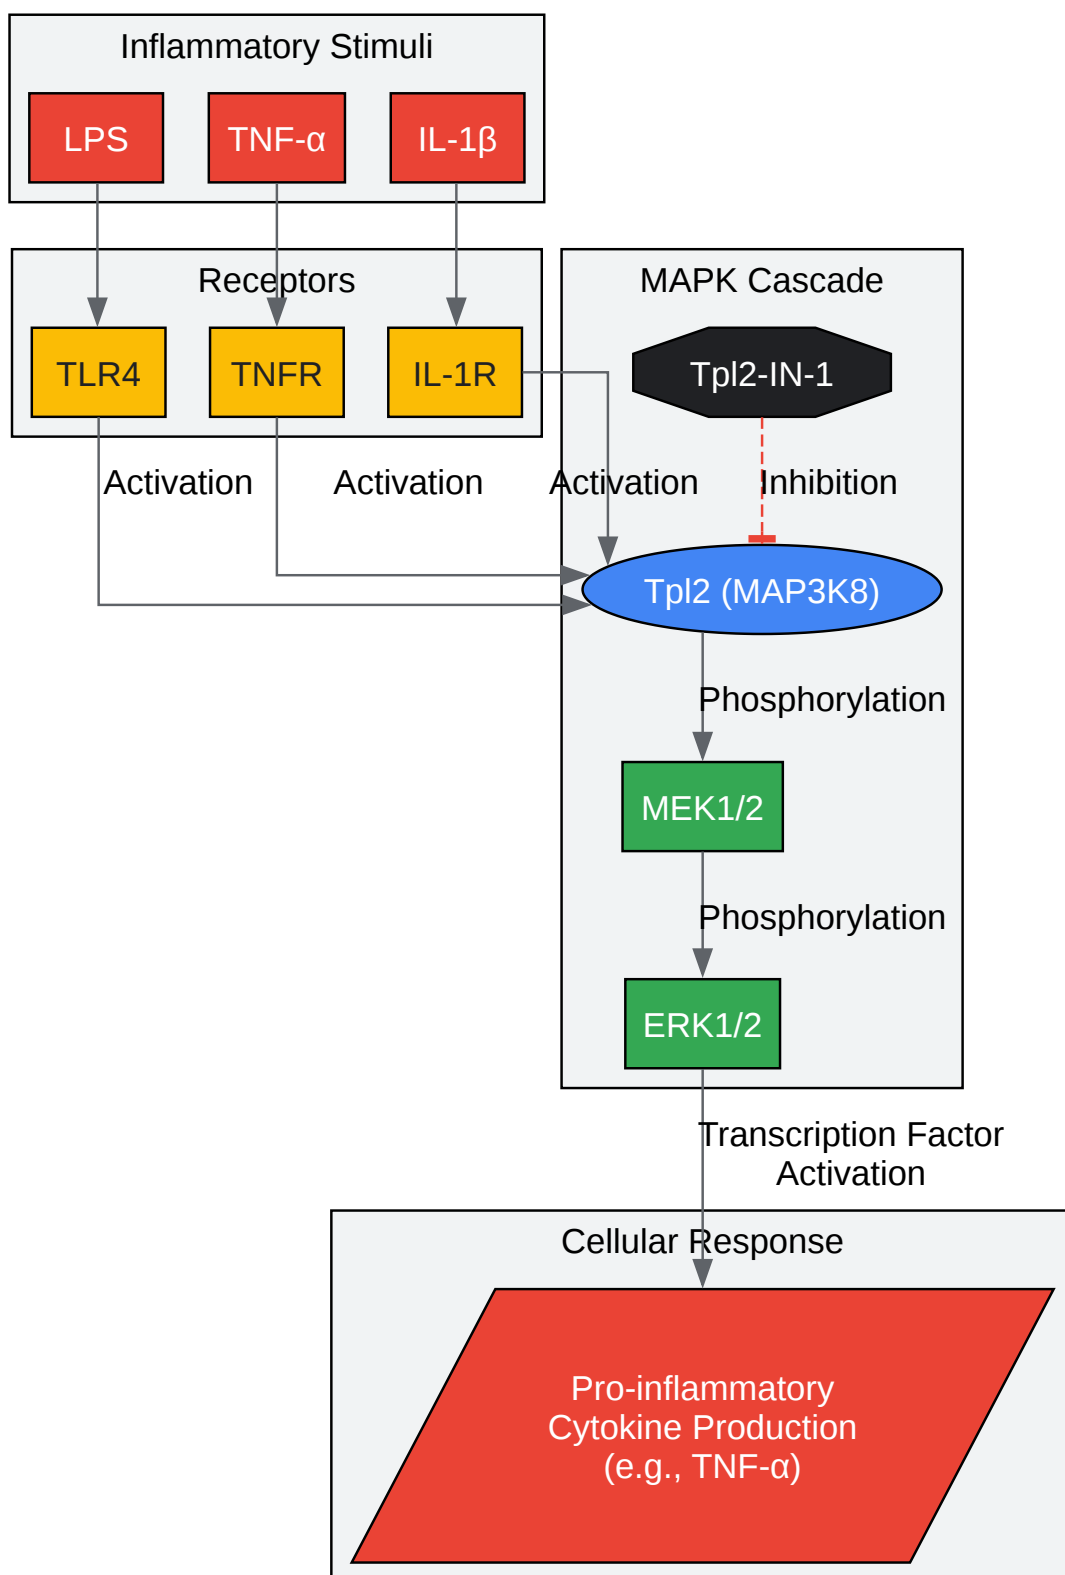 Inflammatory Stimuli
LPS
TNF-α
IL-1β
Receptors
MAPK Cascade
TLR4
TNFR
IL-1R
Tpl2-IN-1
Activation
Activation
Activation
Inhibition
Tpl2 (MAP3K8)
Phosphorylation
MEK1/2
Phosphorylation
ERK1/2
Transcription Factor
Activation
Cellular Response
Pro-inflammatory
Cytokine Production
(e.g., TNF-α)